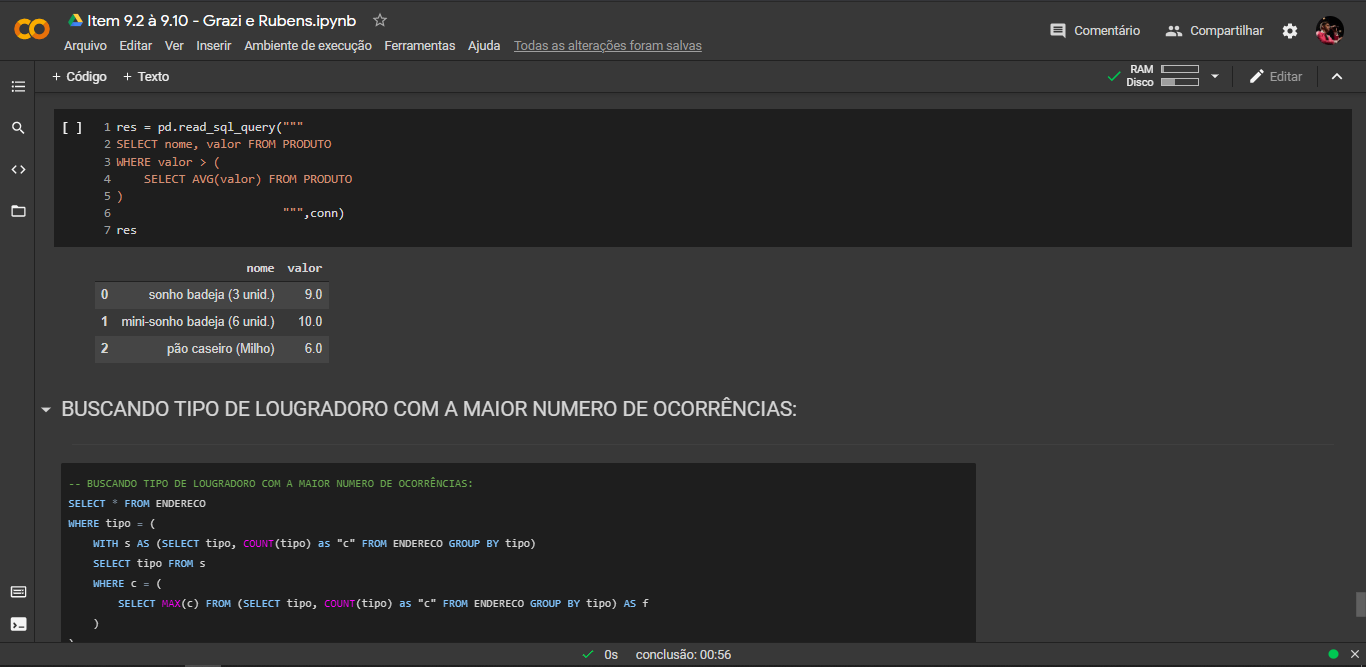 Item 9.2 à 9.10 - Grazi e Rubens.ipynb
Arquivo Editar Ver Inserir Ambiente de execução Ferramentas Ajuda Todas as alterações foram salvas
Comentário Compartilhar
+ Código + Texto
RAM
Disco
Editar
[ ]
1 res = pd.read_sql_query("""
2 SELECT nome, valor FROM PRODUTO
3 WHERE valor > (
4     SELECT AVG(valor) FROM PRODUTO
5 )
6                         """,conn)
7 res
nome valor
0 sonho badeja (3 unid.) 9.0
1 mini-sonho badeja (6 unid.) 10.0
2 pão caseiro (Milho) 6.0
BUSCANDO TIPO DE LOUGRADORO COM A MAIOR NUMERO DE OCORRÊNCIAS:
-- BUSCANDO TIPO DE LOUGRADORO COM A MAIOR NUMERO DE OCORRÊNCIAS:
SELECT * FROM ENDERECO
WHERE tipo = (
    WITH s AS (SELECT tipo, COUNT(tipo) as "c" FROM ENDERECO GROUP BY tipo)
    SELECT tipo FROM s
    WHERE c = (
        SELECT MAX(c) FROM (SELECT tipo, COUNT(tipo) as "c" FROM ENDERECO GROUP BY tipo) AS f
    )
0s conclusão: 00:56